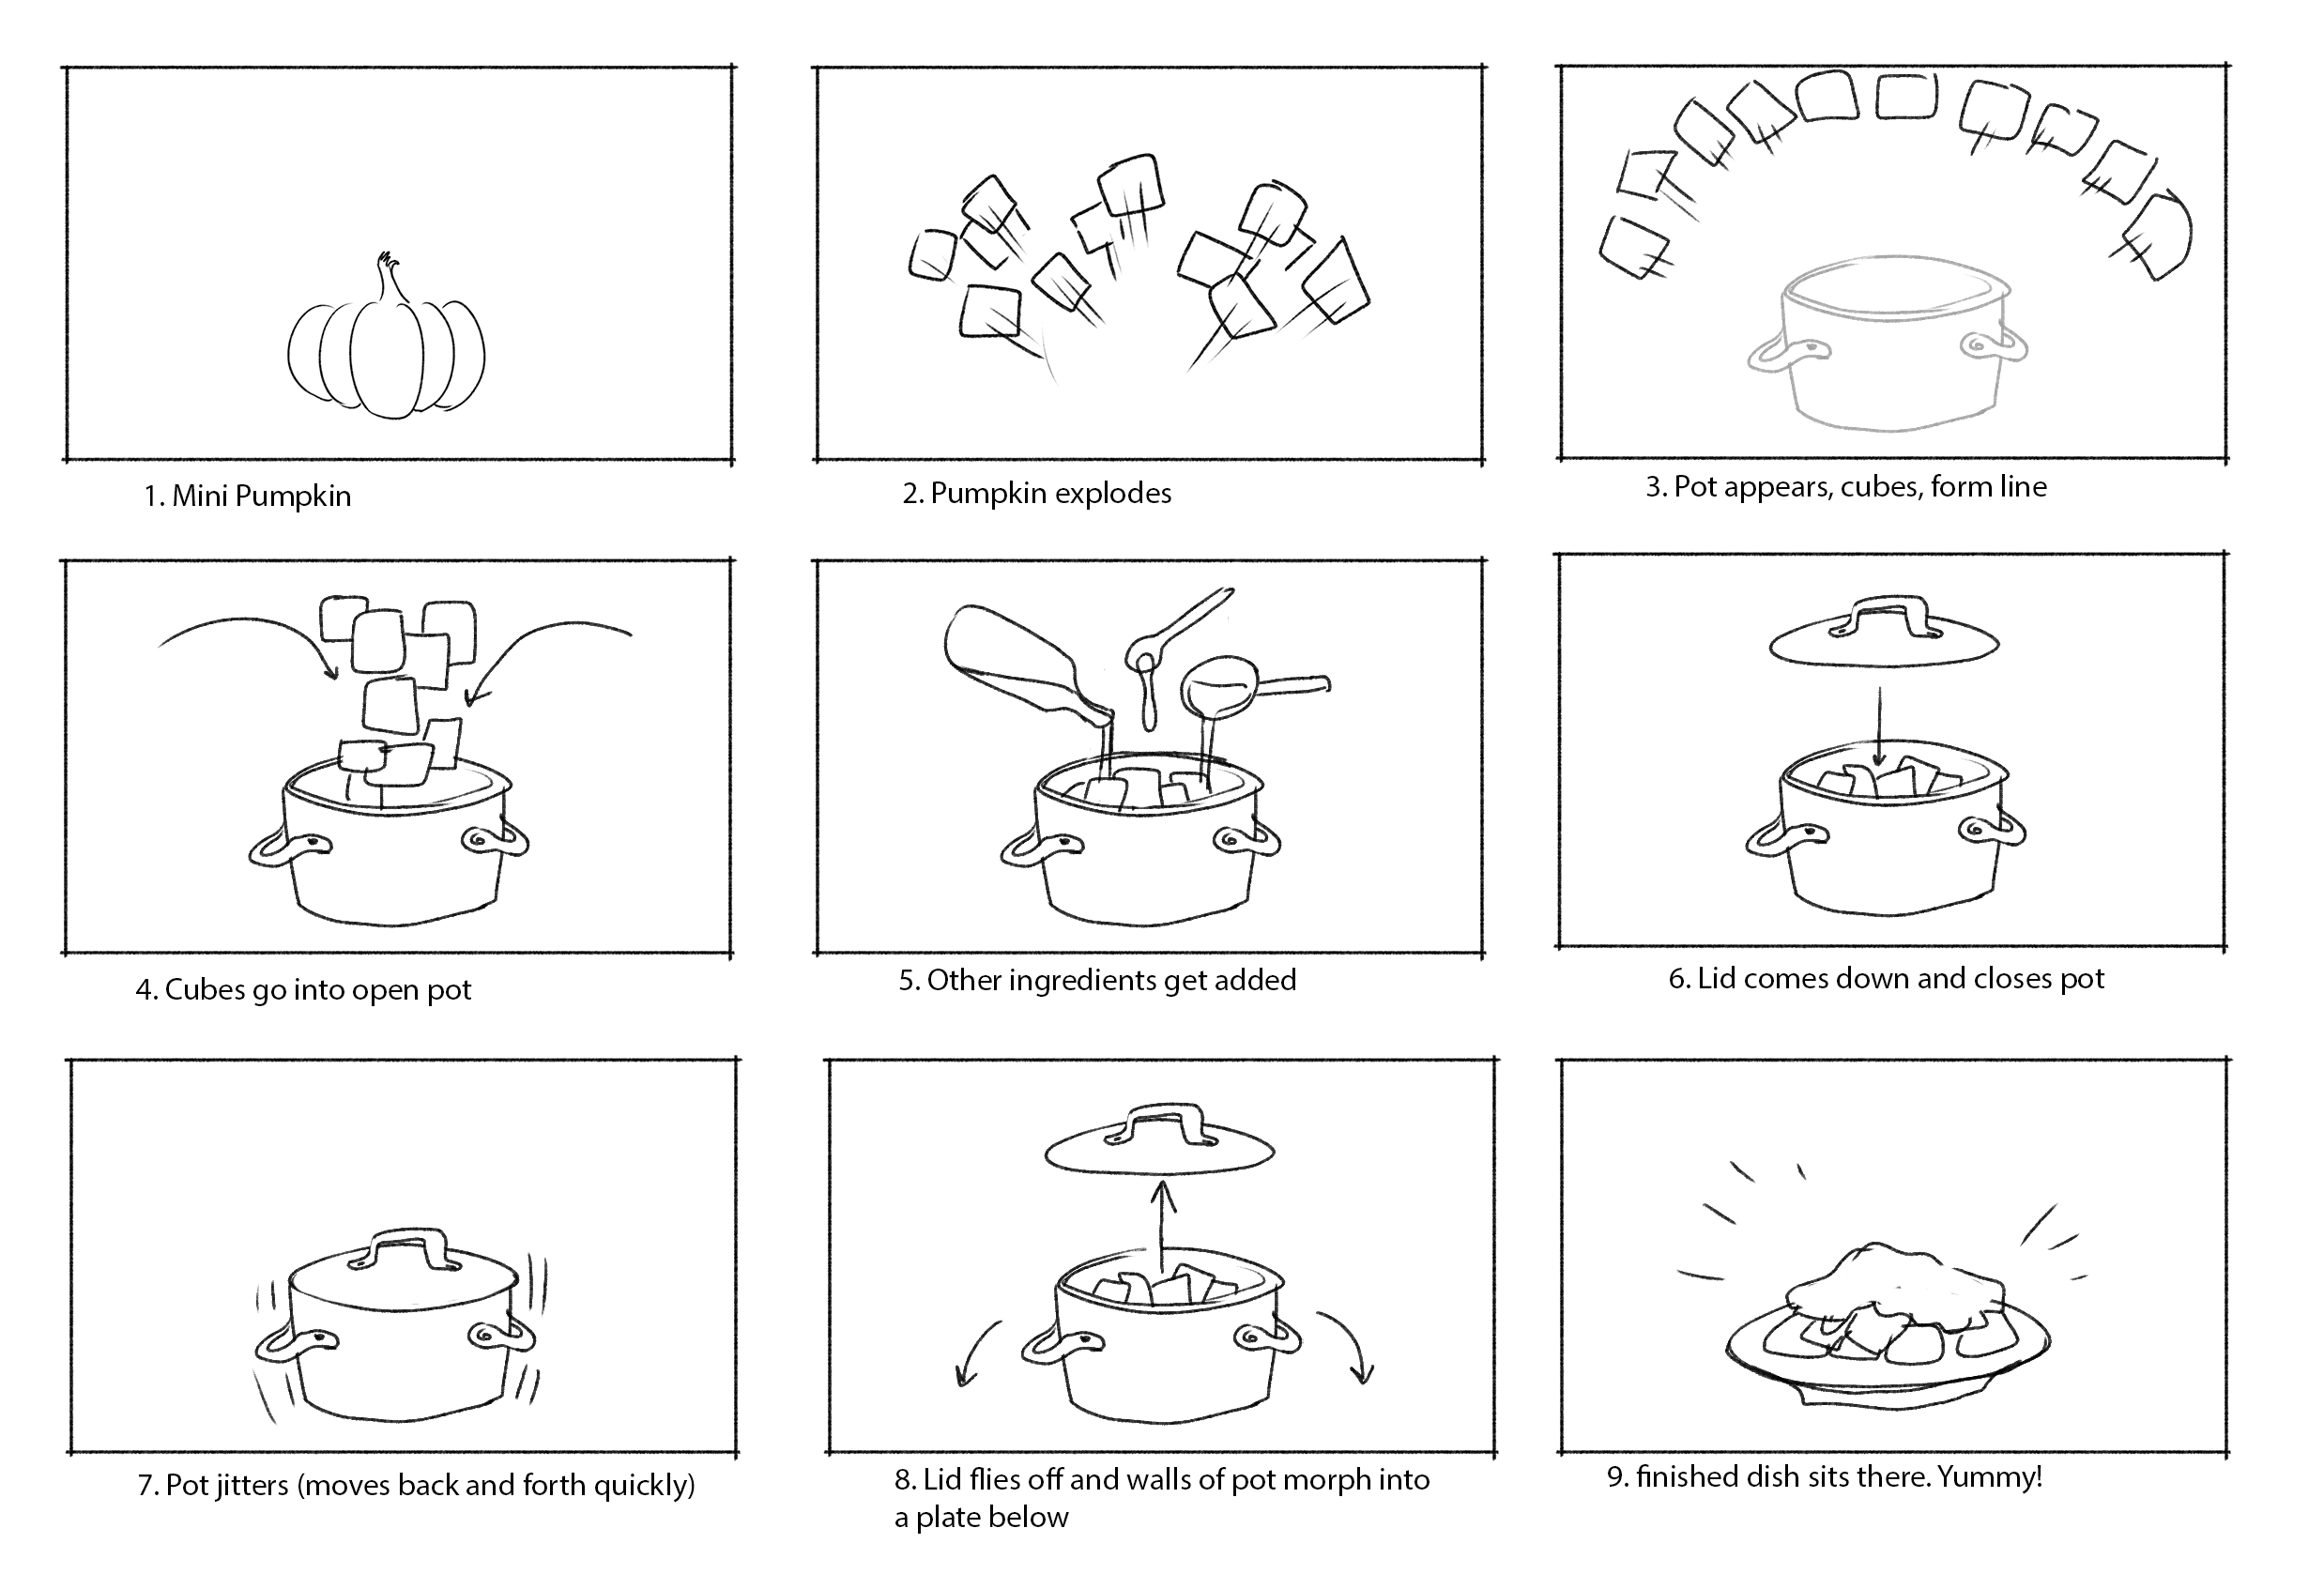 1. Mini Pumpkin
2. Pumpkin explodes
3. Pot appears, cubes, form line
4. Cubes go into open pot
5. Other ingredients get added
6. Lid comes down and closes pot
7. Pot jitters (moves back and forth quickly)
8. Lid flies off and walls of pot morph into
a plate below
9. finished dish sits there. Yummy!